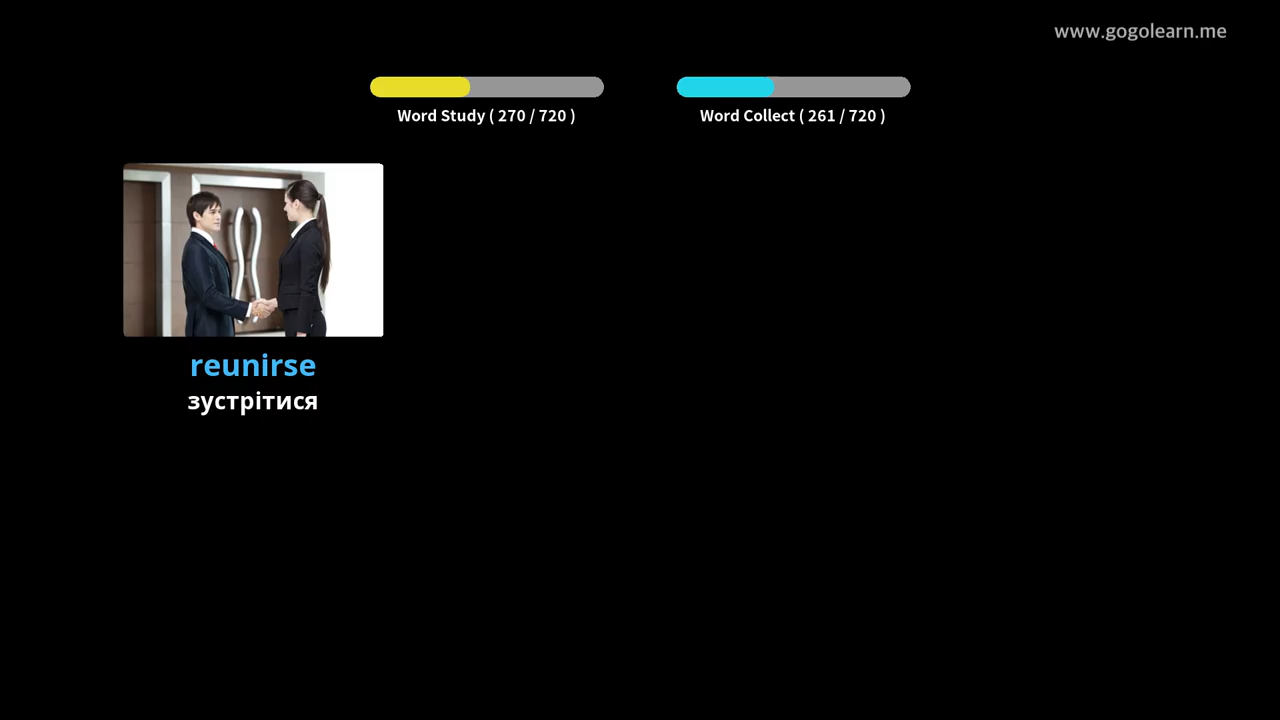 www.gogolearn.me
Word Study ( 270 / 720 )
Word Collect ( 261 / 720 )
reunirse
зустрітися